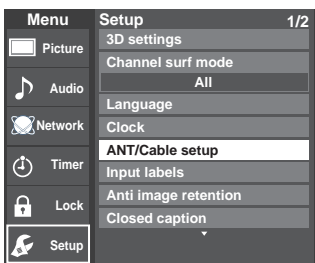 Menu
Picture
Audio
Network
Timer
Lock
Setup
Setup 1/2
3D settings
Channel surf mode
All
Language
Clock
ANT/Cable setup
Input labels
Anti image retention
Closed caption